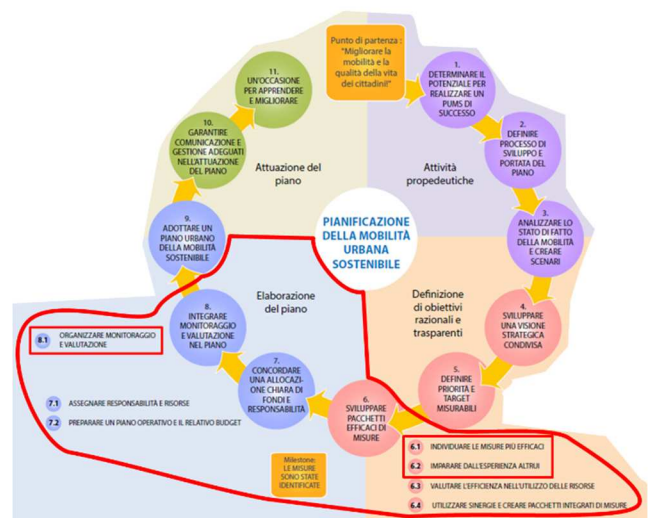 Punto di partenza :
"Migliorare la
mobilità e la
qualità della vita
dei cittadini!"
1.
DETERMINARE IL
POTENZIALE PER
REALIZZARE UN
PUMS DI
SUCCESSO
2.
DEFINIRE
PROCESSO DI
SVILUPPO E
PORTATA DEL
PIANO
Attività
propedeutiche
3.
ANALIZZARE LO
STATO DI FATTO
DELLA MOBILITÀ
E CREARE
SCENARI
4.
SVILUPPARE
UNA VISIONE
STRATEGICA
CONDIVISA
Definizione
di obiettivi
razionali e
trasparenti
5.
DEFINIRE
PRIORITÀ E
TARGET
MISURABILI
6.
SVILUPPARE
PACCHETTI
EFFICACI DI
MISURE
6.1 INDIVIDUARE LE MISURE PIÙ EFFICACI
6.2 IMPARARE DALL'ESPERIENZA ALTRUI
6.3 VALUTARE L'EFFICIENZA NELL'UTILIZZO DELLE RISORSE
6.4 UTILIZZARE SINERGIE E CREARE PACCHETTI INTEGRATI DI MISURE
Milestone:
LE MISURE
SONO STATE
IDENTIFICATE
7.
CONCORDARE
UNA ALLOCAZI-
ONE CHIARA DI
FONDI E
RESPONSABILITÀ
7.1 ASSEGNARE RESPONSABILITÀ E RISORSE
7.2 PREPARARE UN PIANO OPERATIVO E IL RELATIVO BUDGET
8.
INTEGRARE
MONITORAGGIO
E VALUTAZIONE
NEL PIANO
8.1 ORGANIZZARE MONITORAGGIO
E VALUTAZIONE
Elaborazione
del piano
9.
ADOTTARE UN
PIANO URBANO
DELLA MOBILITÀ
SOSTENIBILE
10.
GARANTIRE
COMUNICAZIONE E
GESTIONE ADEGUATI
NELL'ATTUAZIONE
DEL PIANO
11.
UN'OCCASIONE
PER APPRENDERE
E MIGLIORARE
Attuazione del
piano
PIANIFICAZIONE
DELLA MOBILITÀ
URBANA
SOSTENIBILE